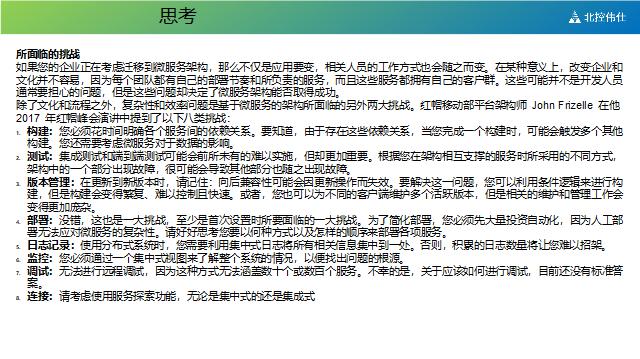 思考
北控伟仕
所面临的挑战
如果您的企业正在考虑迁移到微服务架构，那么不仅是应用要变，相关人员的工作方式也会随之而变。在某种意义上，改变企业和
文化并不容易，因为每个团队都有自己的部署节奏和所负责的服务，而且这些服务都拥有自己的客户群。这些可能并不是开发人员
通常要担心的问题，但是这些问题却决定了微服务架构能否取得成功。
除了文化和流程之外，复杂性和效率问题是基于微服务的架构所面临的另外两大挑战。红帽移动部平台架构师 John Frizelle 在他
2017 年红帽峰会演讲中提到了以下八类挑战：
1. 构建：您必须花时间明确各个服务间的依赖关系。要知道，由于存在这些依赖关系，当您完成一个构建时，可能会触发多个其他
构建。您还需要考虑微服务对于数据的影响。
2. 测试：集成测试和端到端测试可能会前所未有的难以实施，但却更加重要。根据您在架构相互支撑的服务时所采用的不同方式，
架构中的一个部分出现故障，很可能会导致其他部分也随之出现故障。
3. 版本管理：在更新到新版本时，请记住：向后兼容性可能会因更新操作而失效。要解决这一问题，您可以利用条件逻辑来进行构
建，但是构建会变得繁复、难以控制且快速。或者，您也可以为不同的客户端维护多个活跃版本，但是相关的维护和管理工作会
变得更加庞杂。
4. 部署：没错，这也是一大挑战，至少是首次设置时所要面临的一大挑战。为了简化部署，您必须先大量投资自动化，因为人工部
署无法应对微服务的复杂性。请好好思考您要以何种方式以及怎样的顺序来部署各项服务。
5. 日志记录：使用分布式系统时，您需要利用集中式日志将所有相关信息集中到一处。否则，积累的日志数量将让您难以招架。
6. 监控：您必须通过一个集中式视图来了解整个系统的情况，以便找出问题的根源。
7. 调试：无法进行远程调试，因为这种方式无法涵盖数十个或数百个服务。不幸的是，关于应该如何进行调试，目前还没有标准答
案。
8. 连接：请考虑使用服务探索功能，无论是集中式的还是集成式